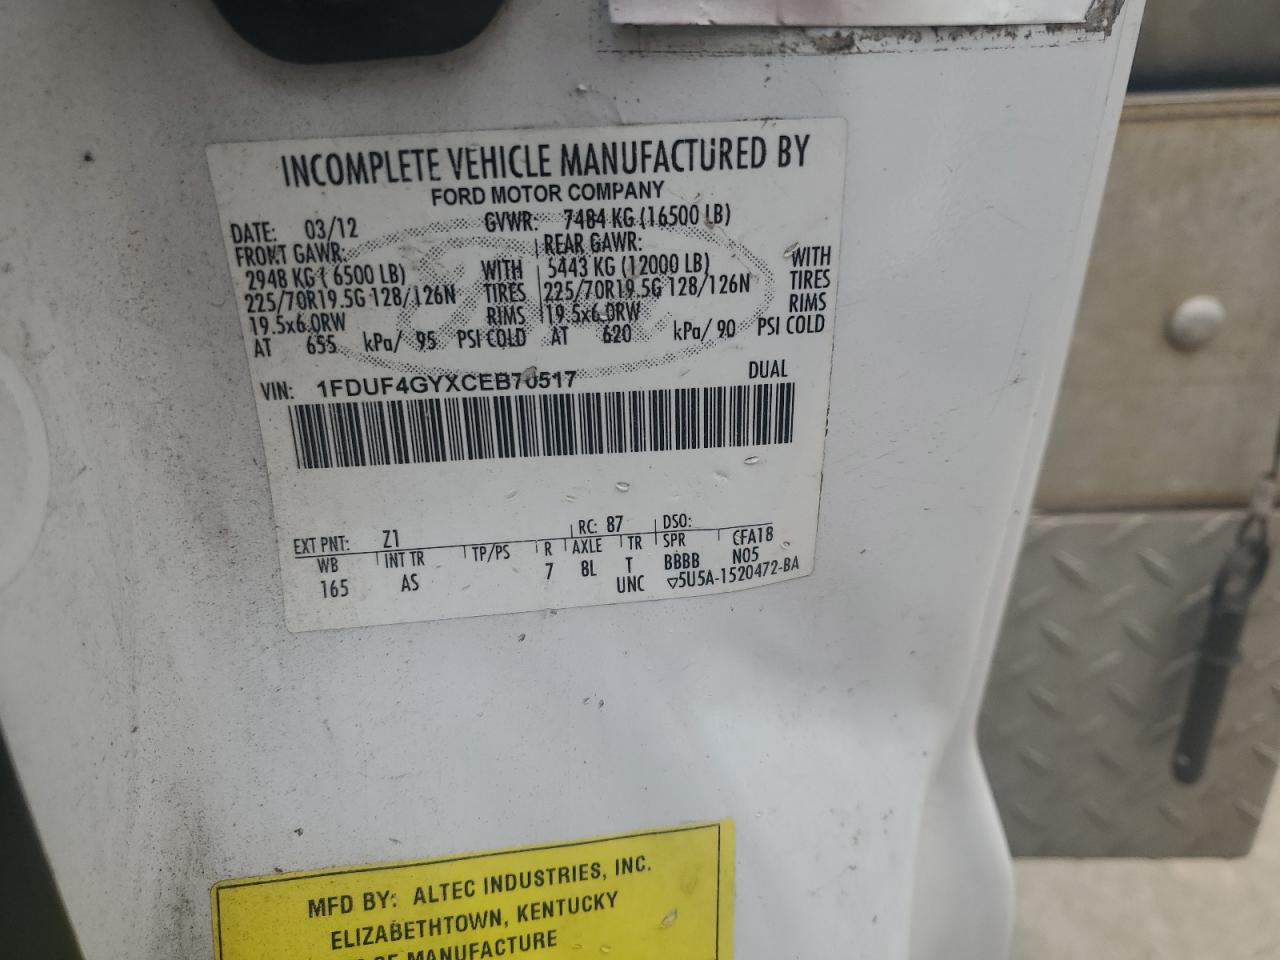 INCOMPLETE VEHICLE MANUFACTURED BY
FORD MOTOR COMPANY
DATE: 03/12 GVWR: 7484 KG (16500 LB)
FRONT GAWR: REAR GAWR:
2948 KG ( 6500 LB) WITH 5443 KG (12000 LB) WITH
225/70R19.5G 128/126N TIRES 225/70R19.5G 128/126N TIRES
19.5x6.0RW RIMS 19.5x6.0RW RIMS
AT 655 kPa/ 95 PSI COLD AT 620 kPa/ 90 PSI COLD
VIN: 1FDUF4GYXCEB70517 DUAL
EXT PNT: Z1 RC: 87 DSO:
WB INT TR TP/PS R AXLE TR SPR CFA18
165 AS 7 8L T BBBB N05
UNC ▽5U5A-1520472-BA
MFD BY: ALTEC INDUSTRIES, INC.
ELIZABETHTOWN, KENTUCKY
OF MANUFACTURE